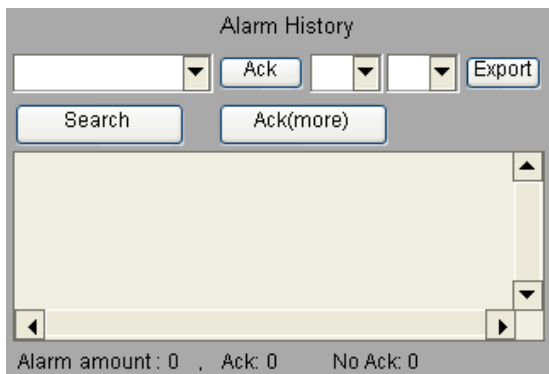 Alarm History
Ack Export
Search Ack(more)
Alarm amount : 0 , Ack: 0 No Ack: 0